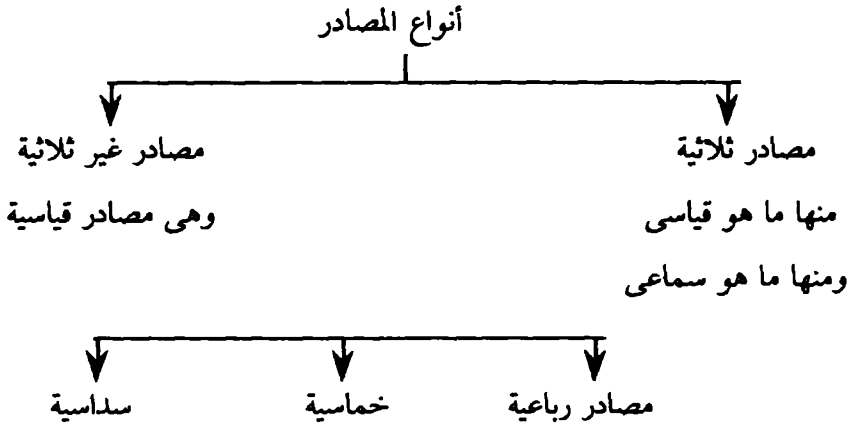 أنواع المصادر
مصادر ثلاثية
مصادر غير ثلاثية
منها ما هو قياسى
وهى مصادر قياسية
ومنها ما هو سماعى
مصادر رباعية
خماسية
سداسية